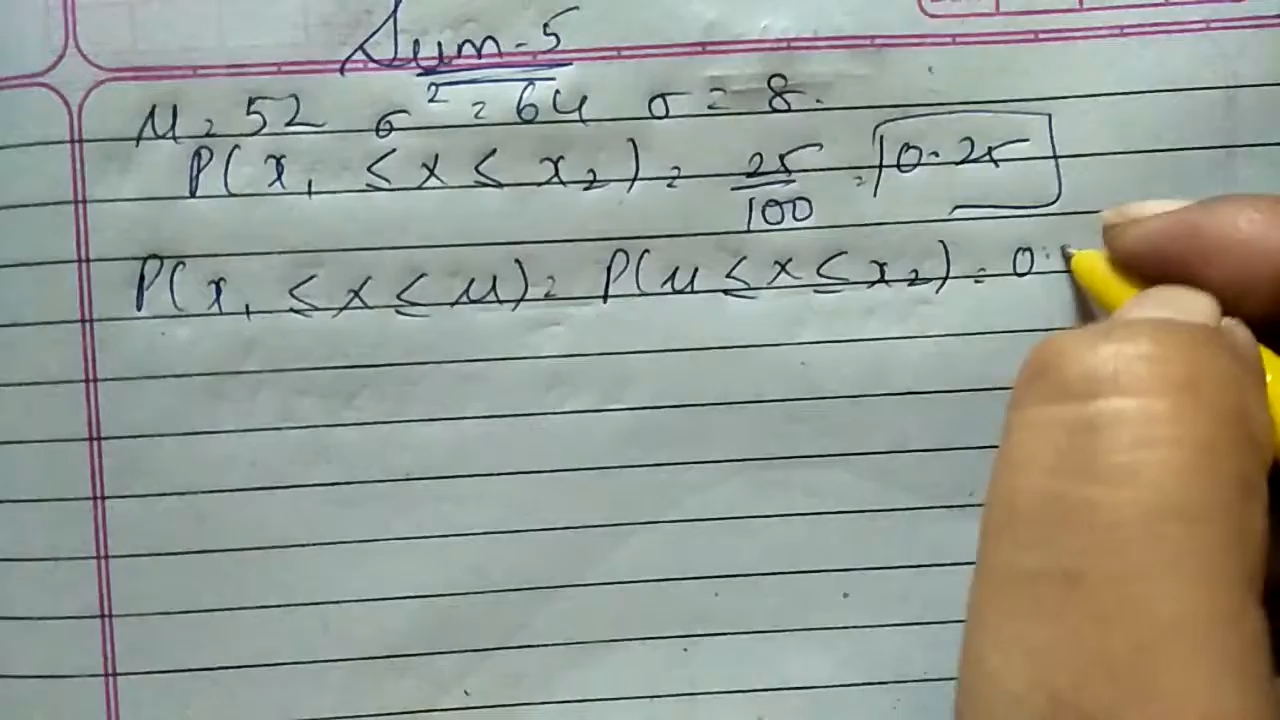 Sum-5
μ = 52 σ² = 64 σ = 8.
P(x₁ ≤ x ≤ x₂) = 25/100 = 0.25
P(x₁ ≤ x ≤ μ) = P(μ ≤ x ≤ x₂) = 0.